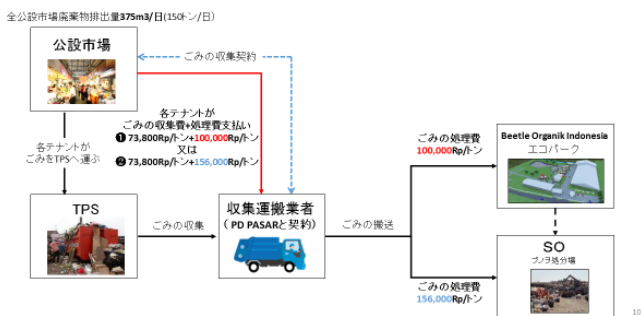 全公設市場廃棄物排出量375m3/日(150トン/日)
公設市場
ごみの収集契約
各テナントが
ごみの収集費+処理費支払い
❶ 73,800Rp/トン+100,000Rp/トン
又は
❷ 73,800Rp/トン+156,000Rp/トン
各テナントが
ごみをTPSへ運ぶ
TPS
ごみの収集
収集運搬業者
( PD PASARと契約)
ごみの搬送
ごみの処理費
100,000Rp/トン
Beetle Organik Indonesia
エコパーク
SO
ブノヲ処分場
ごみの処理費
156,000Rp/トン
10